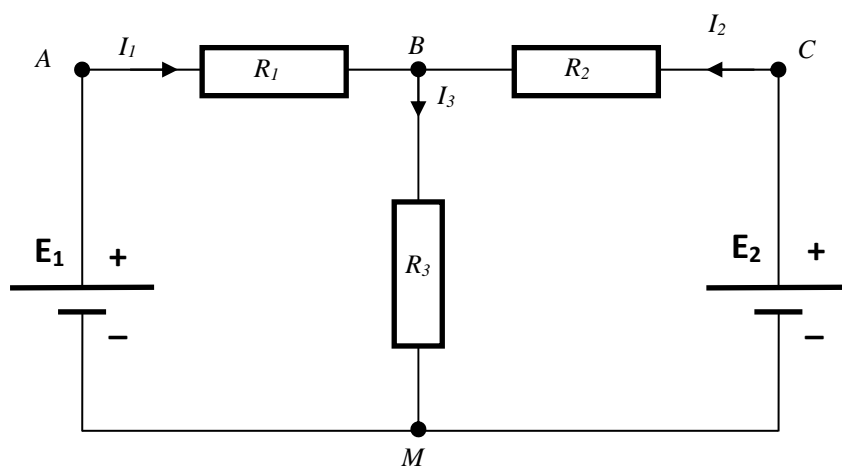 A I₁ R₁ B R₂ I₂ C
I₃
E₁ + R₃ E₂ +
− −
M